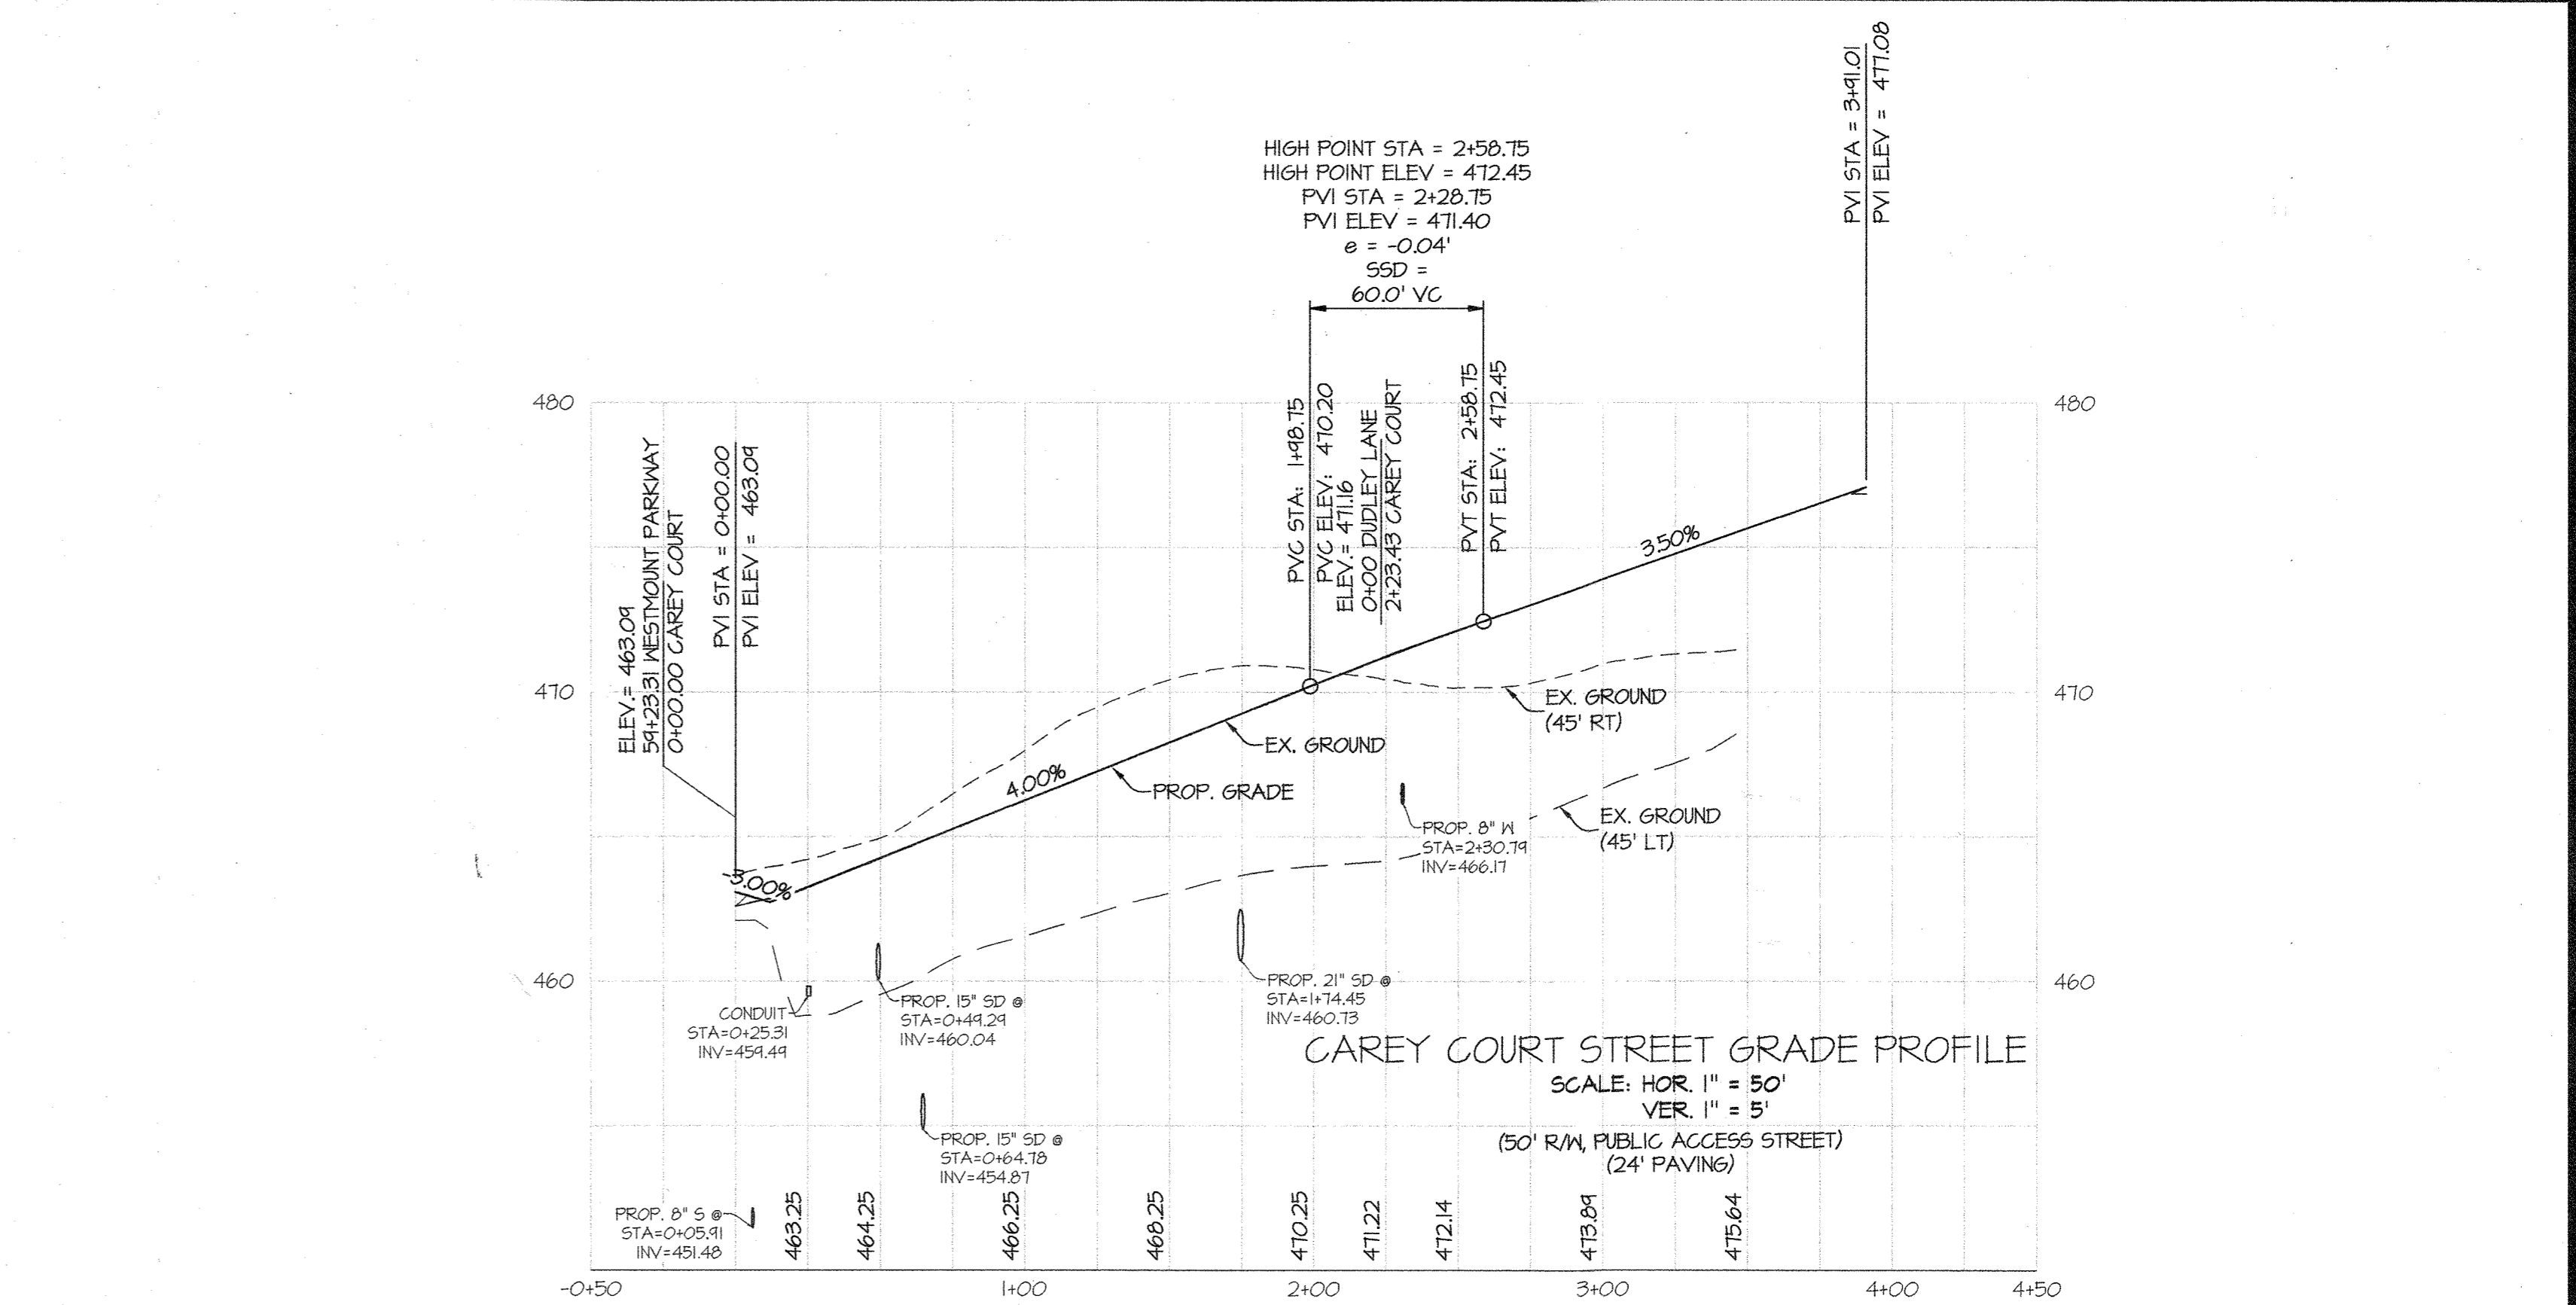 PVI STA = 3+91.01
PVI ELEV = 477.08
HIGH POINT STA = 2+58.75
HIGH POINT ELEV = 472.45
PVI STA = 2+28.75
PVI ELEV = 471.40
e = -0.04'
SSD =
60.0' VC
480
480
ELEV.= 463.09
59+23.31 WESTMOUNT PARKWAY
0+00.00 CAREY COURT
PVI STA = 0+00.00
PVI ELEV = 463.09
PVC STA: 1+98.75
PVC ELEV: 470.20
ELEV.= 471.16
0+00 DUDLEY LANE
2+23.43 CAREY COURT
PVT STA: 2+58.75
PVT ELEV: 472.45
3.50%
470
470
EX. GROUND
(45' RT)
EX. GROUND
4.00%
PROP. GRADE
EX. GROUND
(45' LT)
PROP. 8" W
STA=2+30.79
INV=466.17
-3.00%
460
460
CONDUIT
STA=0+25.31
INV=459.49
PROP. 15" SD @
STA=0+49.29
INV=460.04
PROP. 21" SD @
STA=1+74.45
INV=460.73
CAREY COURT STREET GRADE PROFILE
SCALE: HOR. 1" = 50'
VER. 1" = 5'
(50' R/W, PUBLIC ACCESS STREET)
(24' PAVING)
PROP. 15" SD @
STA=0+64.78
INV=454.87
PROP. 8" S @
STA=0+05.91
INV=451.48
463.25
464.25
466.25
468.25
470.25
471.22
472.14
473.89
475.64
-0+50
1+00
2+00
3+00
4+00
4+50